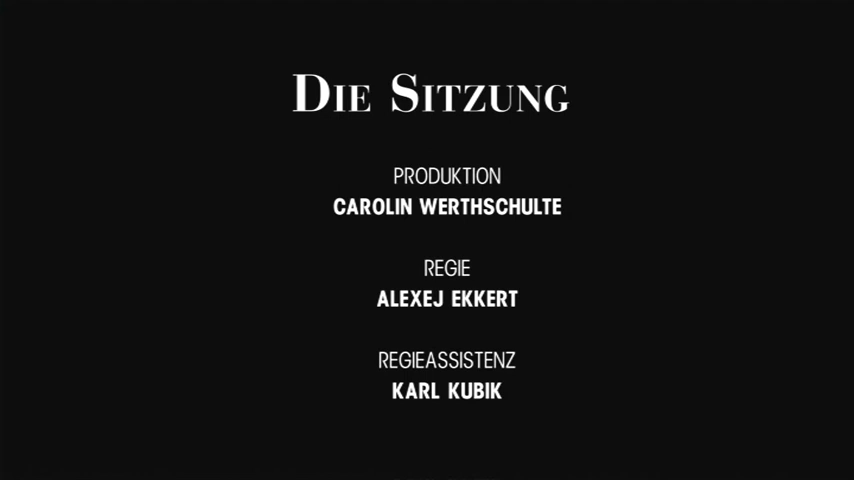 DIE SITZUNG
PRODUKTION
CAROLIN WERTHSCHULTE
REGIE
ALEXEJ EKKERT
REGIEASSISTENZ
KARL KUBIK